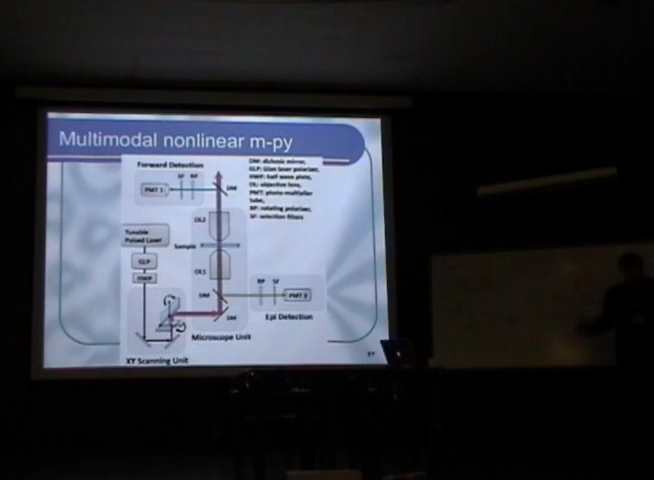 Multimodal nonlinear m-py
Forward Detection
SF RP
PMT 1
DM
DM: dichroic mirror,
GLP: Glan laser polarizer,
HWP: half wave plate,
OL: objective lens,
PMT: photo-multiplier
tube,
RP: rotating polarizer,
SF: selection filters
OL2
Tunable
Pulsed Laser
Sample
GLP
OL1
HWP
RP SF
DM
PMT 2
DM
Epi Detection
Microscope Unit
XY Scanning Unit
37